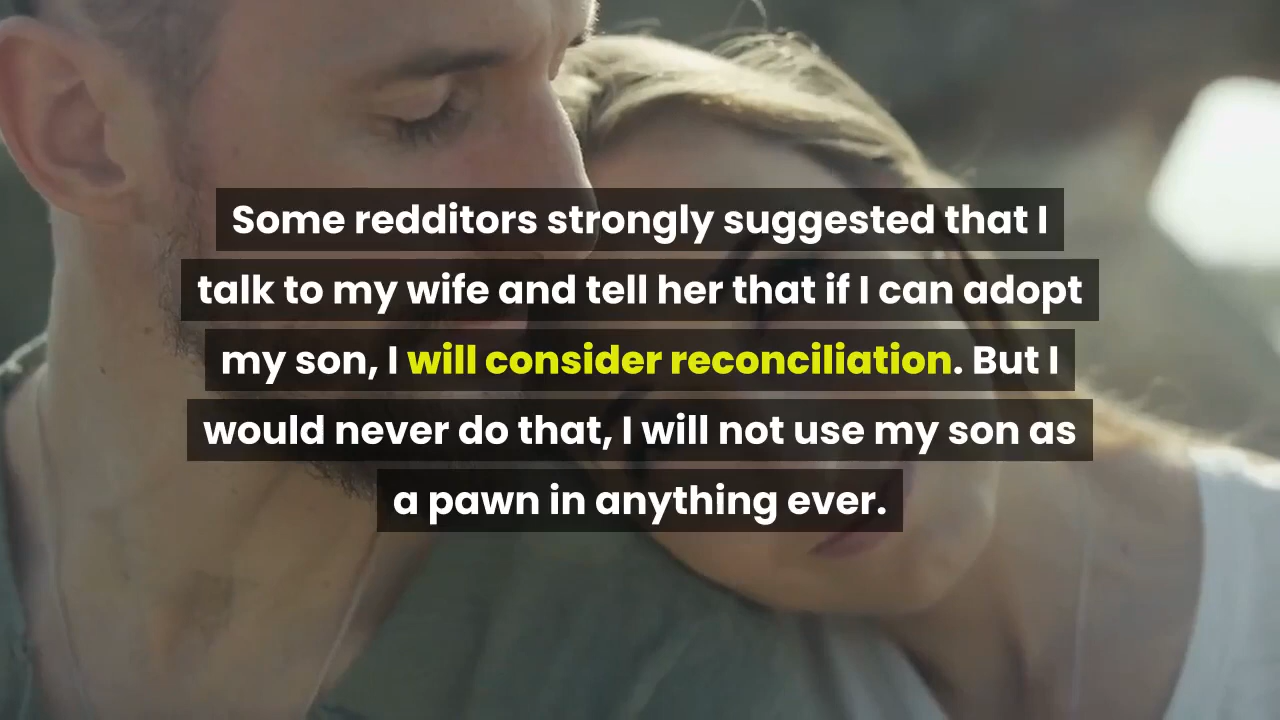 Some redditors strongly suggested that I
talk to my wife and tell her that if I can adopt
my son, I will consider reconciliation. But I
would never do that, I will not use my son as
a pawn in anything ever.